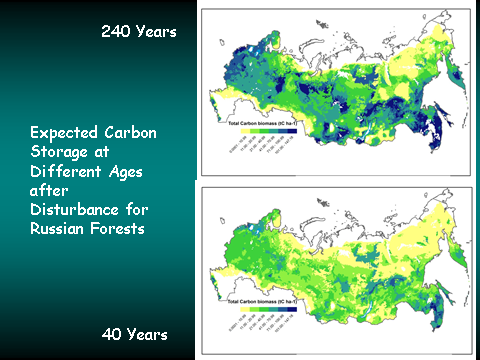 240 Years
Total Carbon biomass (tC ha-1)
Expected Carbon
Storage at
Different Ages
after
Disturbance for
Russian Forests
Total Carbon biomass (tC ha-1)
40 Years